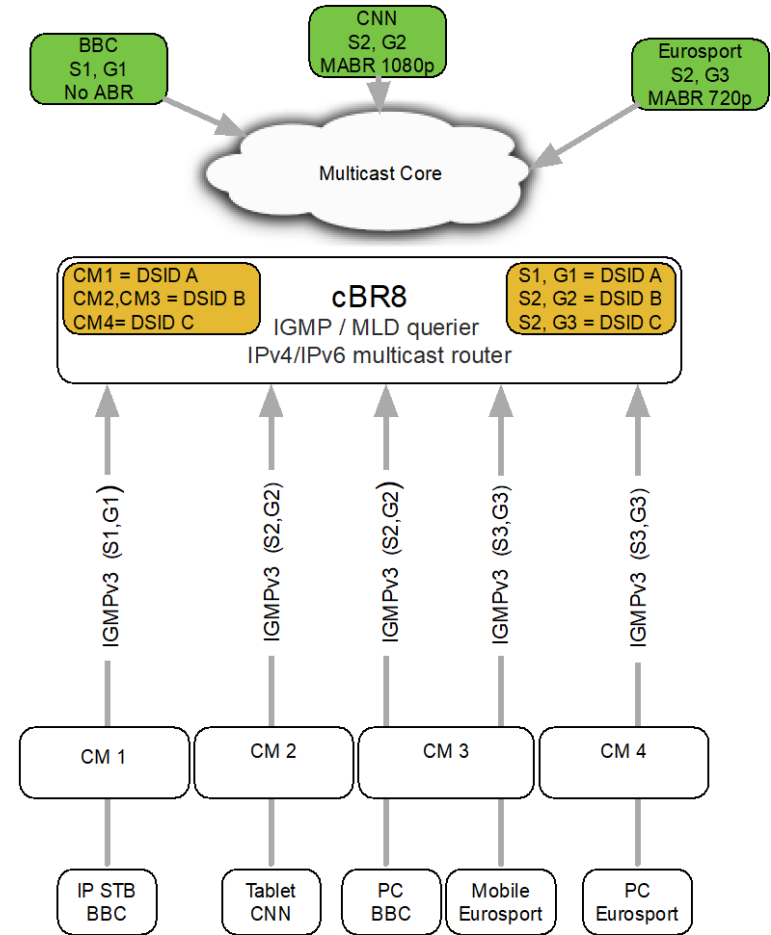 BBC
S1, G1
No ABR
CNN
S2, G2
MABR 1080p
Eurosport
S2, G3
MABR 720p
Multicast Core
CM1 = DSID A
CM2,CM3 = DSID B
CM4= DSID C
cBR8
IGMP / MLD querier
IPv4/IPv6 multicast router
S1, G1 = DSID A
S2, G2 = DSID B
S2, G3 = DSID C
IGMPv3 (S1,G1)
IGMPv3 (S2,G2)
IGMPv3 (S2,G2)
IGMPv3 (S3,G3)
IGMPv3 (S3,G3)
CM 1
CM 2
CM 3
CM 4
IP STB
BBC
Tablet
CNN
PC
BBC
Mobile
Eurosport
PC
Eurosport